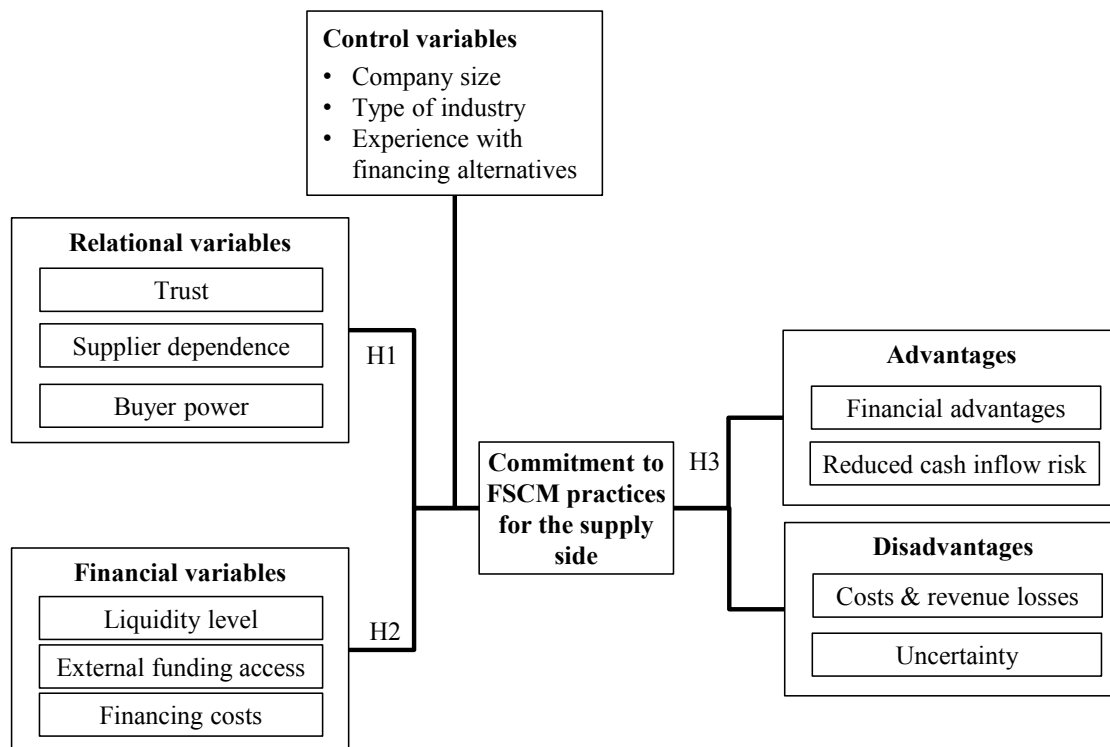 Control variables
• Company size
• Type of industry
• Experience with
financing alternatives
Relational variables
Trust
Supplier dependence
Buyer power
H1
Financial variables
Liquidity level
External funding access
Financing costs
H2
Commitment to
FSCM practices
for the supply
side
H3
Advantages
Financial advantages
Reduced cash inflow risk
Disadvantages
Costs & revenue losses
Uncertainty